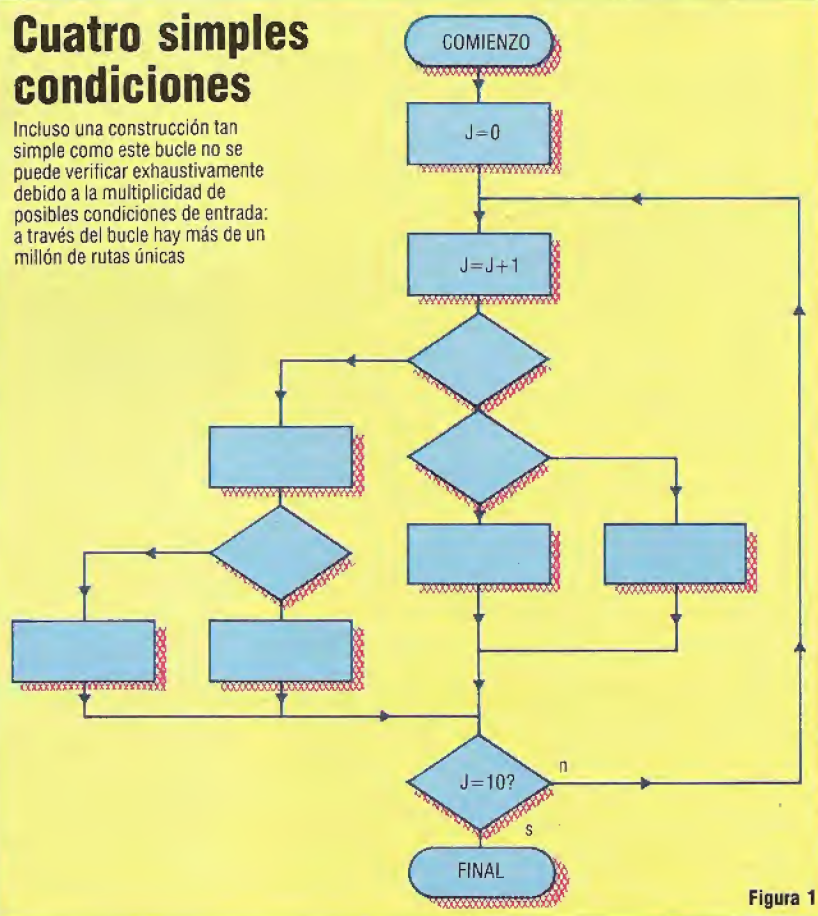 Cuatro simples
condiciones
Incluso una construcción tan
simple como este bucle no se
puede verificar exhaustivamente
debido a la multiplicidad de
posibles condiciones de entrada:
a través del bucle hay más de un
millón de rutas únicas
COMIENZO
J=0
J=J+1
J=10?
n
s
FINAL
Figura 1